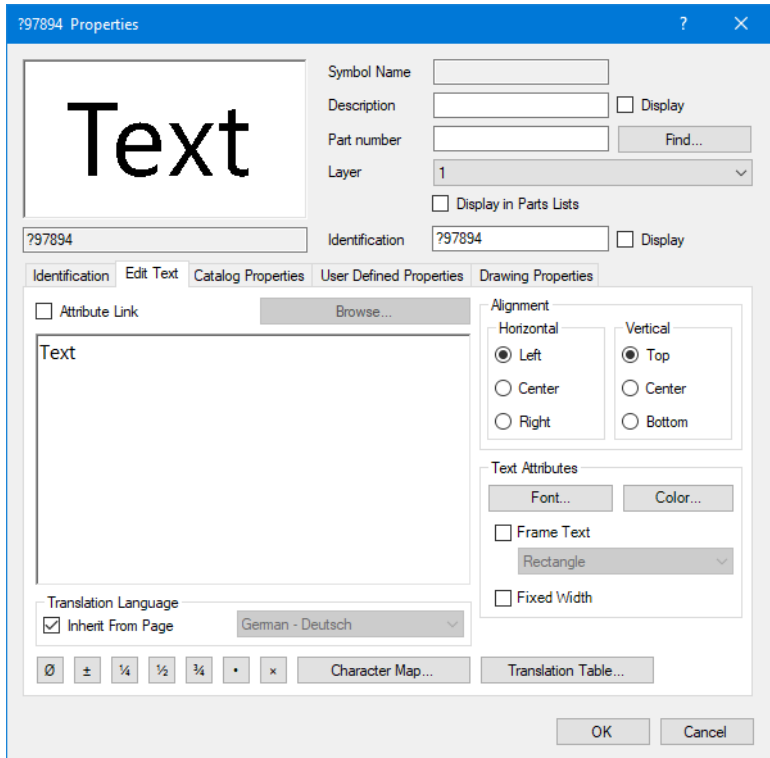 ?97894 Properties
Text
Symbol Name
Description
Display
Part number
Find...
Layer
1
Display in Parts Lists
?97894
Identification
?97894
Display
Identification
Edit Text
Catalog Properties
User Defined Properties
Drawing Properties
Attribute Link
Browse...
Text
Alignment
Horizontal
Left
Center
Right
Vertical
Top
Center
Bottom
Text Attributes
Font...
Color...
Frame Text
Rectangle
Fixed Width
Translation Language
Inherit From Page
German - Deutsch
Ø
±
¼
½
¾
•
×
Character Map...
Translation Table...
OK
Cancel